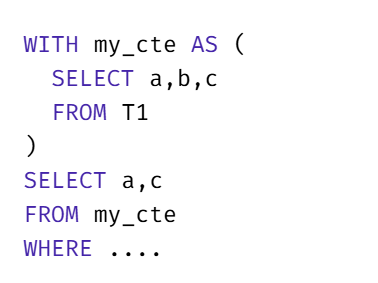 WITH my_cte AS (
  SELECT a,b,c
  FROM T1
)
SELECT a,c
FROM my_cte
WHERE ....